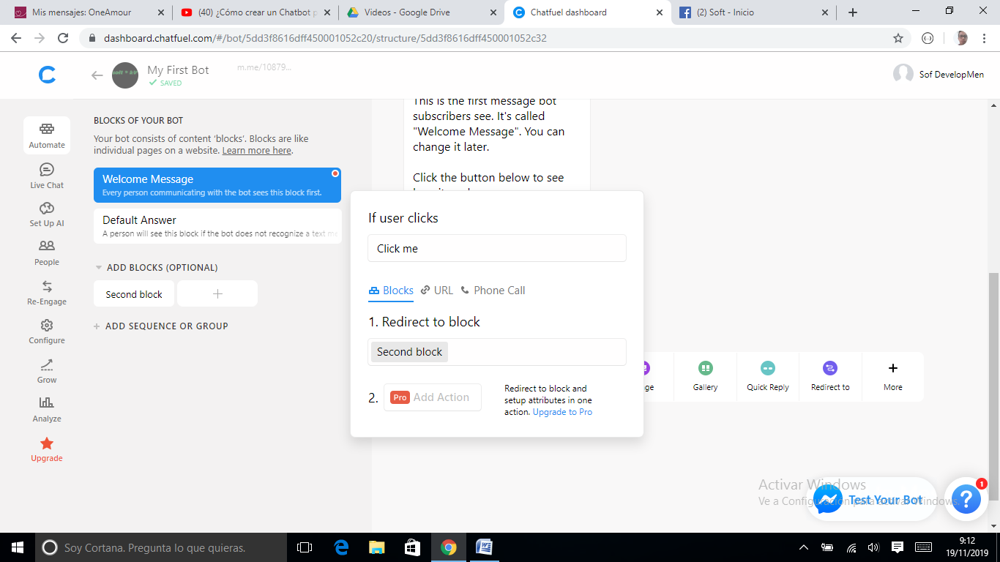 Mis mensajes: OneAmour
(40) ¿Cómo crear un Chatbot p
Videos - Google Drive
Chatfuel dashboard
(2) Soft - Inicio
dashboard.chatfuel.com/#/bot/5dd3f8616dff450001052c20/structure/5dd3f8616dff450001052c32
My First Bot
m.me/10879...
SAVED
Sof DevelopMen
Automate
Live Chat
Set Up AI
People
Re-Engage
Configure
Grow
Analyze
Upgrade
BLOCKS OF YOUR BOT
Your bot consists of content 'blocks'. Blocks are like
individual pages on a website. Learn more here.
Welcome Message
Every person communicating with the bot sees this block first.
Default Answer
A person will see this block if the bot does not recognize a text me
ADD BLOCKS (OPTIONAL)
Second block
ADD SEQUENCE OR GROUP
This is the first message bot
subscribers see. It's called
"Welcome Message". You can
change it later.
Click the button below to see
If user clicks
Click me
Blocks
URL
Phone Call
1. Redirect to block
Second block
2.
Pro Add Action
Redirect to block and
setup attributes in one
action. Upgrade to Pro
ge
Gallery
Quick Reply
Redirect to
More
Activar Windows
Ve a Configuración para activar Windows.
Test Your Bot
?
1
Soy Cortana. Pregunta lo que quieras.
9:12
19/11/2019